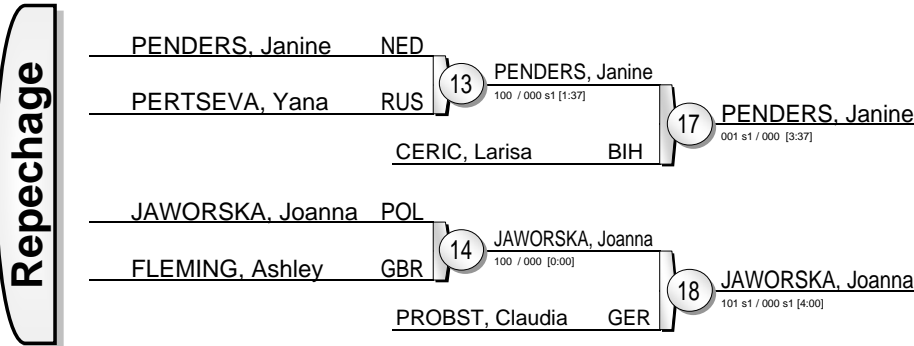 Repechage
PENDERS, Janine NED
PERTSEVA, Yana RUS
13
PENDERS, Janine
100 / 000 s1 [1:37]
CERIC, Larisa BIH
17
PENDERS, Janine
001 s1 / 000 [3:37]
JAWORSKA, Joanna POL
FLEMING, Ashley GBR
14
JAWORSKA, Joanna
100 / 000 [0:00]
PROBST, Claudia GER
18
JAWORSKA, Joanna
101 s1 / 000 s1 [4:00]